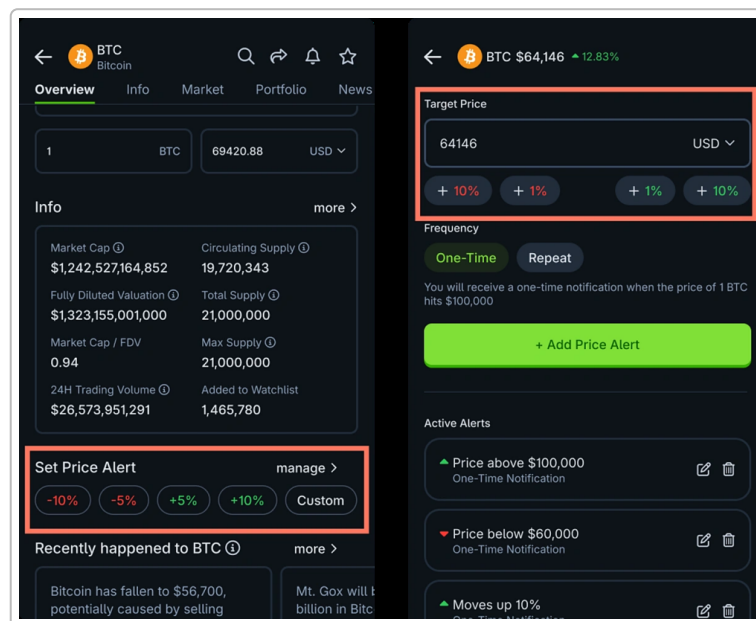 BTC
Bitcoin
Overview Info Market Portfolio News
1 BTC 69420.88 USD
Info more >
Market Cap Circulating Supply
$1,242,527,164,852 19,720,343
Fully Diluted Valuation Total Supply
$1,323,155,001,000 21,000,000
Market Cap / FDV Max Supply
0.94 21,000,000
24H Trading Volume Added to Watchlist
$26,573,951,291 1,465,780
Set Price Alert manage >
-10% -5% +5% +10% Custom
Recently happened to BTC more >
Bitcoin has fallen to $56,700, Mt. Gox will
potentially caused by selling billion in Bitc
BTC $64,146 12.83%
Target Price
64146 USD
+ 10% + 1% + 1% + 10%
Frequency
One-Time Repeat
You will receive a one-time notification when the price of 1 BTC
hits $100,000
+ Add Price Alert
Active Alerts
Price above $100,000
One-Time Notification
Price below $60,000
One-Time Notification
Moves up 10%
One-Time Notification